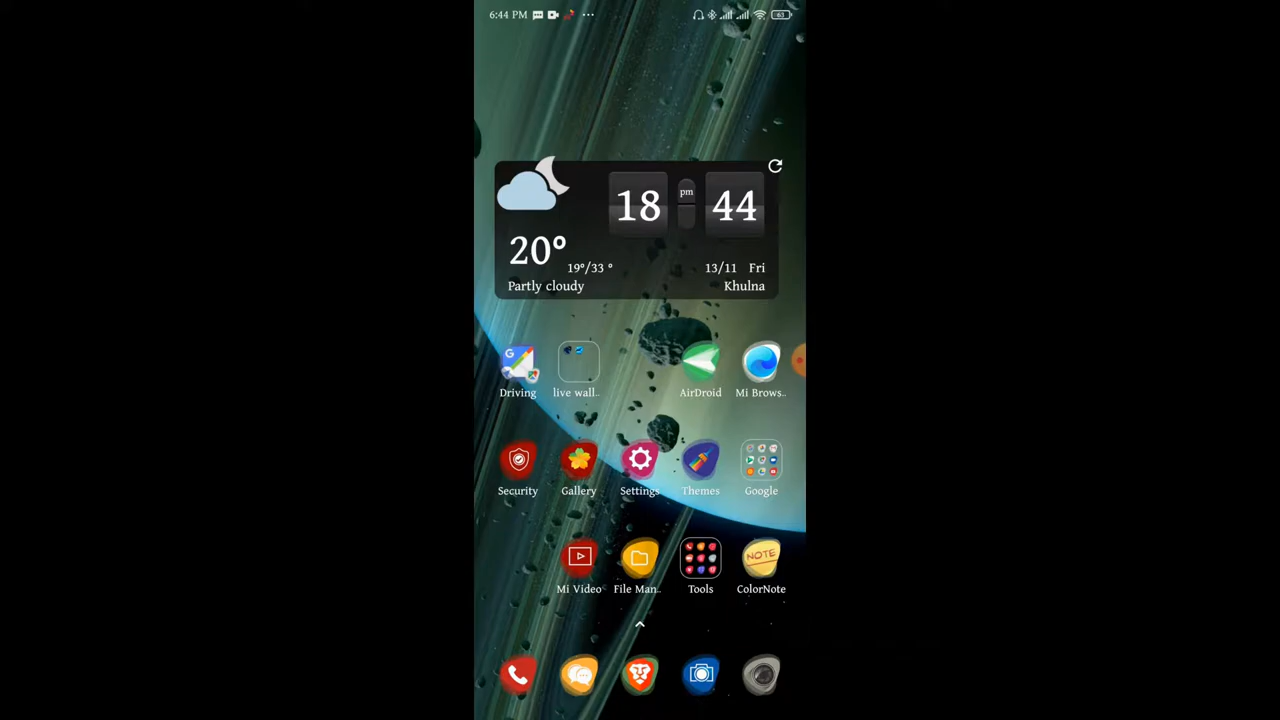 6:44 PM
63
18 pm 44
20°
19°/33 °
13/11 Fri
Partly cloudy
Khulna
G
Driving
live wall..
AirDroid
Mi Brows..
Security
Gallery
Settings
Themes
Google
NOTE
Mi Video
File Man..
Tools
ColorNote